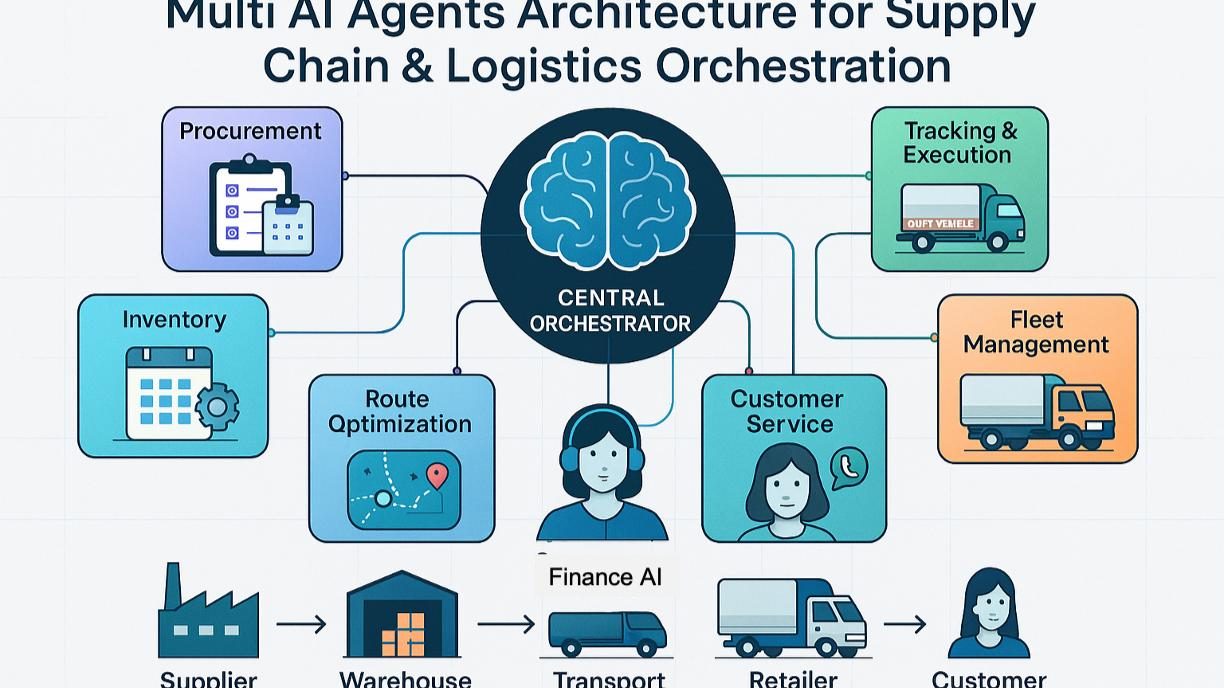 Multi AI Agents Architecture for Supply
Chain & Logistics Orchestration
Procurement
Tracking &
Execution
OUFT VEMELE
CENTRAL
ORCHESTRATOR
Inventory
Fleet
Management
Route
Qptimization
Customer
Service
Finance AI
Supplier
Warehouse
Transport
Retailer
Customer